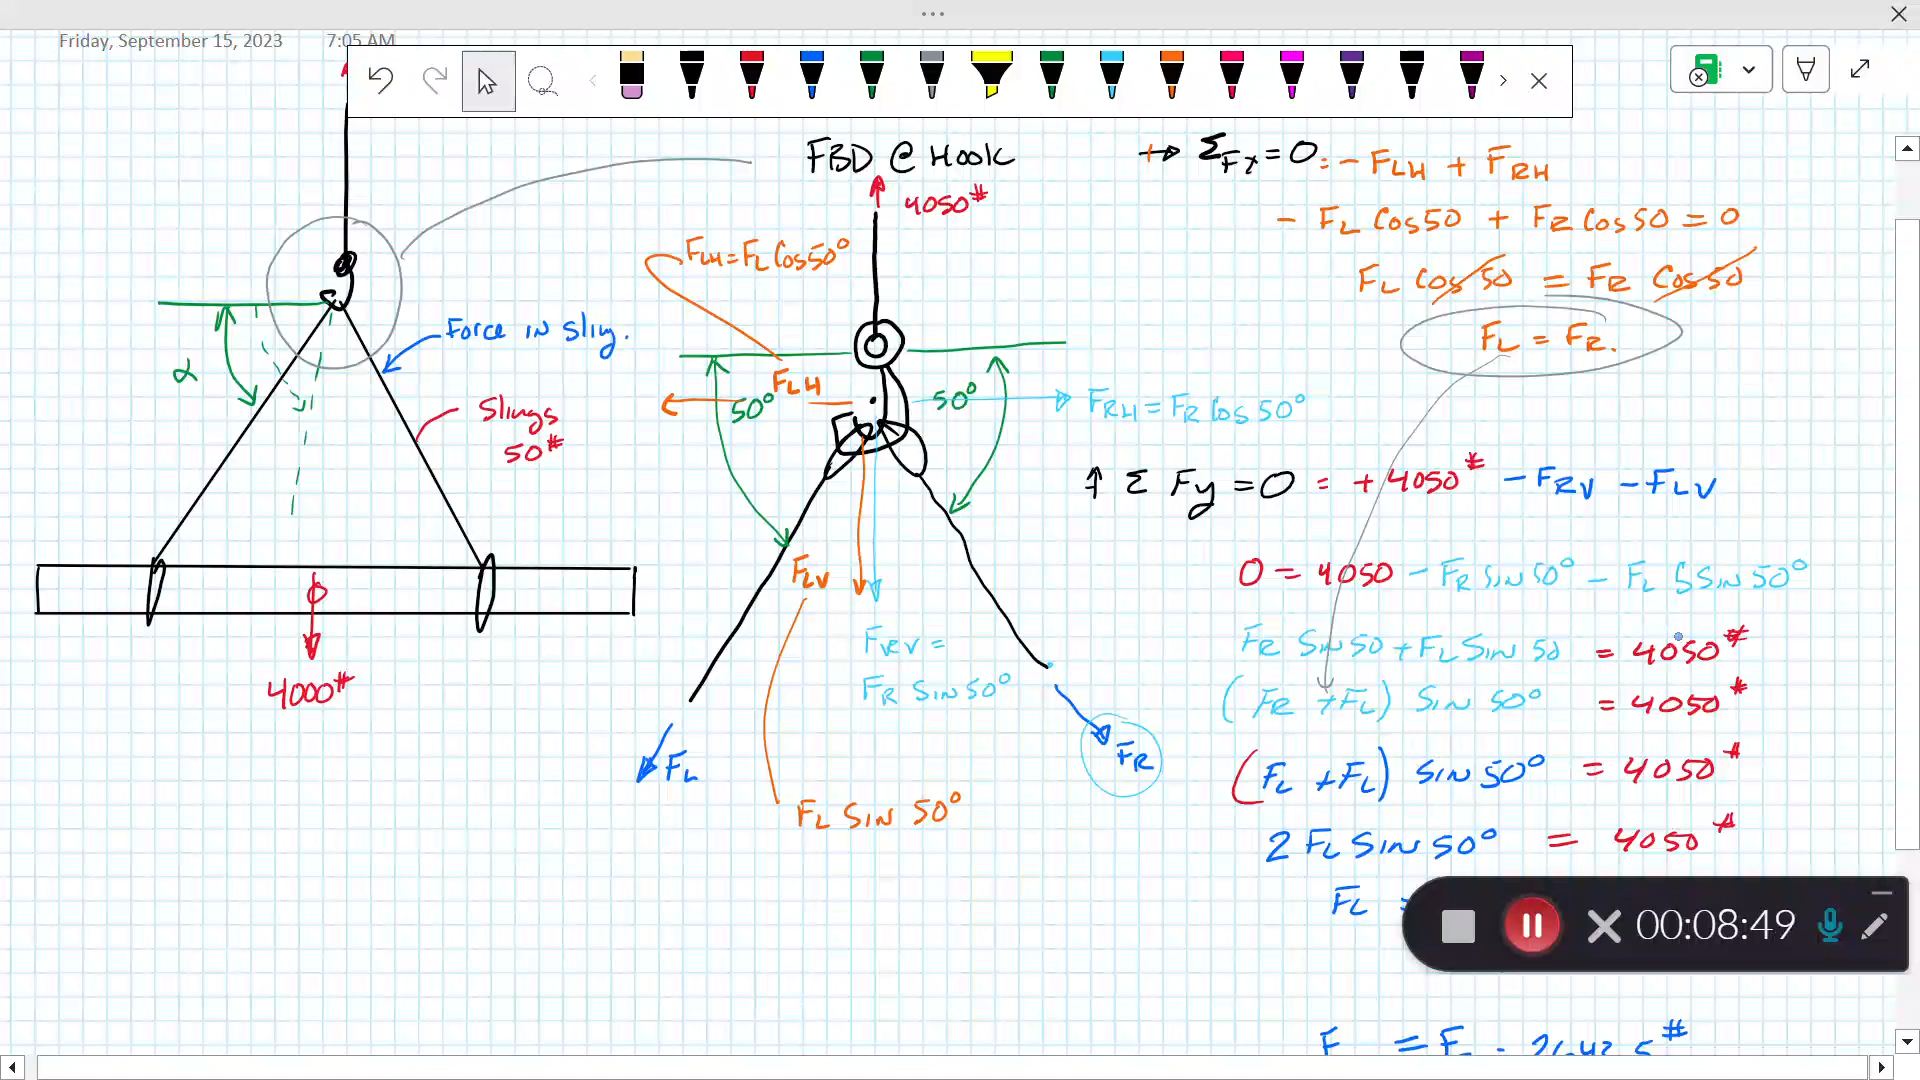 Friday, September 15, 2023
7:05 AM
α
Force in sling.
Slings
50#
4000#
FBD @ Hook
4050#
FLH = FL Cos50°
FLH
50°
50°
FRH = FR Cos 50°
FLV
FRV =
FR Sin 50°
FL
FR
FL Sin 50°
+→ ΣFx = 0 = - FLH + FRH
- FL Cos50 + FR Cos50 = 0
FL Cos50 = FR Cos50
FL = FR.
↑ Σ Fy = 0 = + 4050# - FRV - FLV
0 = 4050 - FR Sin 50° - FL SSin 50°
FR Sin 50 + FL Sin 50 = 4050#
(FR + FL) Sin 50° = 4050#
(FL + FL) Sin 50° = 4050#
2 FL Sin 50° = 4050#
FL =
00:08:49